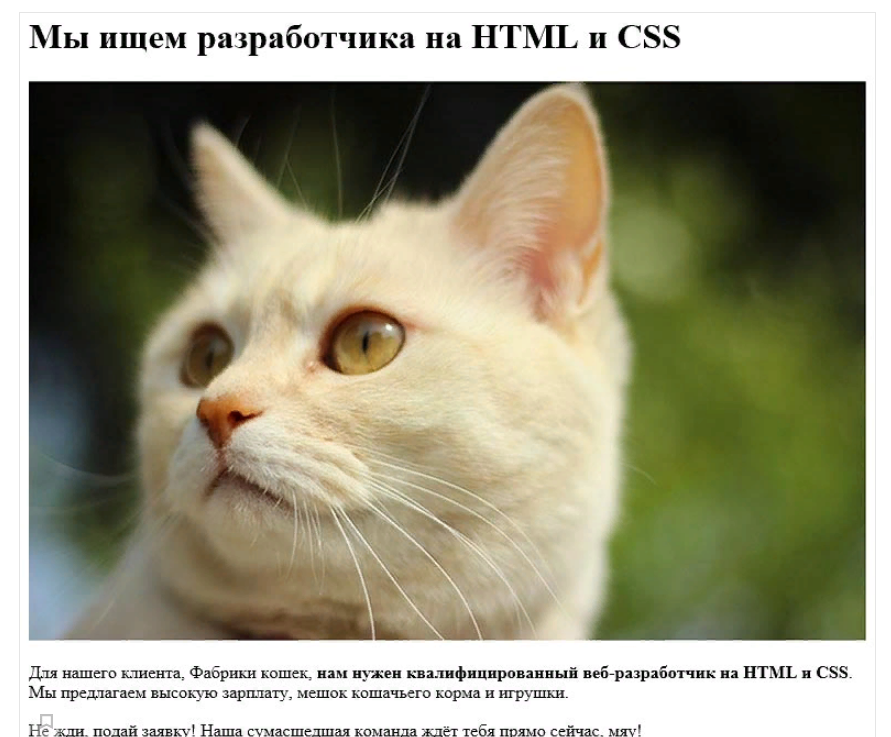 Мы ищем разработчика на HTML и CSS
Для нашего клиента, Фабрики кошек, нам нужен квалифицированный веб-разработчик на HTML и CSS.
Мы предлагаем высокую зарплату, мешок кошачьего корма и игрушки.
Не жди, подай заявку! Наша сумасшедшая команда ждёт тебя прямо сейчас, мяу!